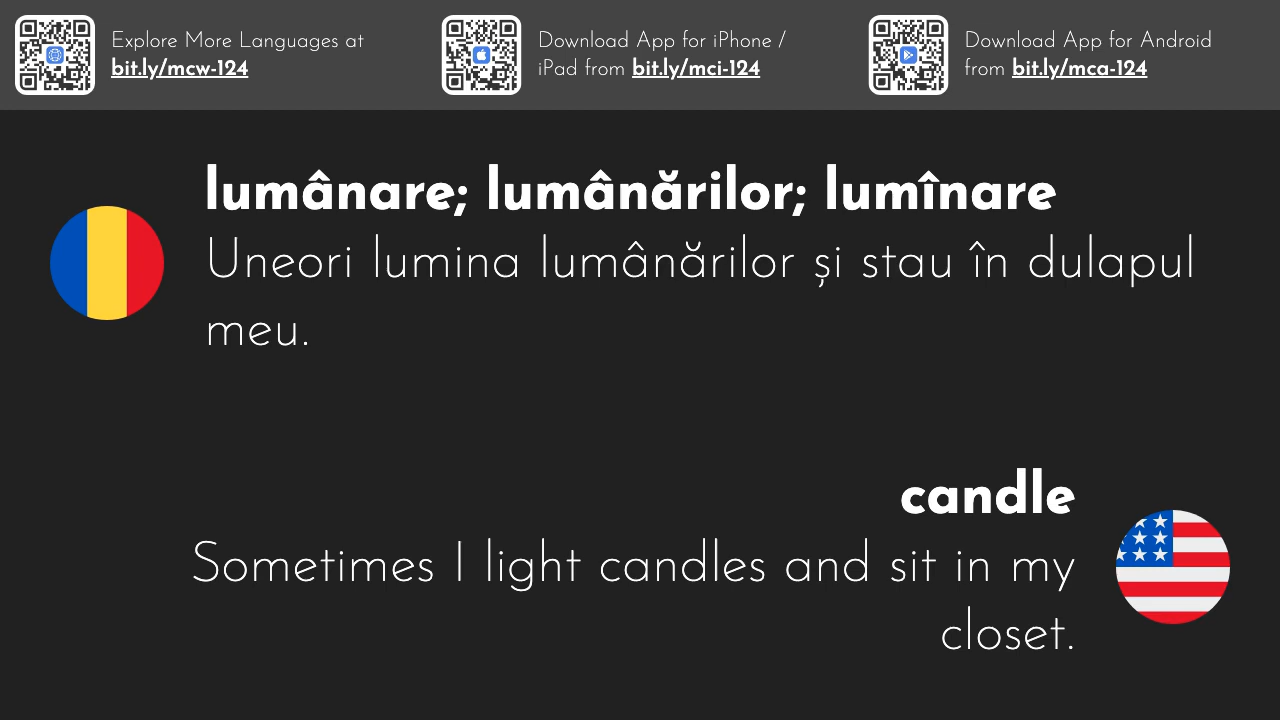 Explore More Languages at
bit.ly/mcw-124
Download App for iPhone /
iPad from bit.ly/mci-124
Download App for Android
from bit.ly/mca-124
lumânare; lumânărilor; lumînare
Uneori lumina lumânărilor și stau în dulapul
meu.
candle
Sometimes I light candles and sit in my
closet.